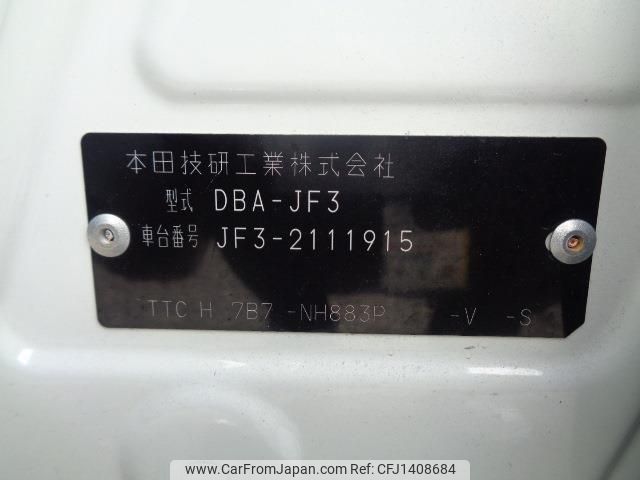 本田技研工業株式会社
型式 DBA-JF3
車台番号 JF3-2111915
TTC H 7B7 -NH883P -V -S
www.CarFromJapan.com CFJ1408684